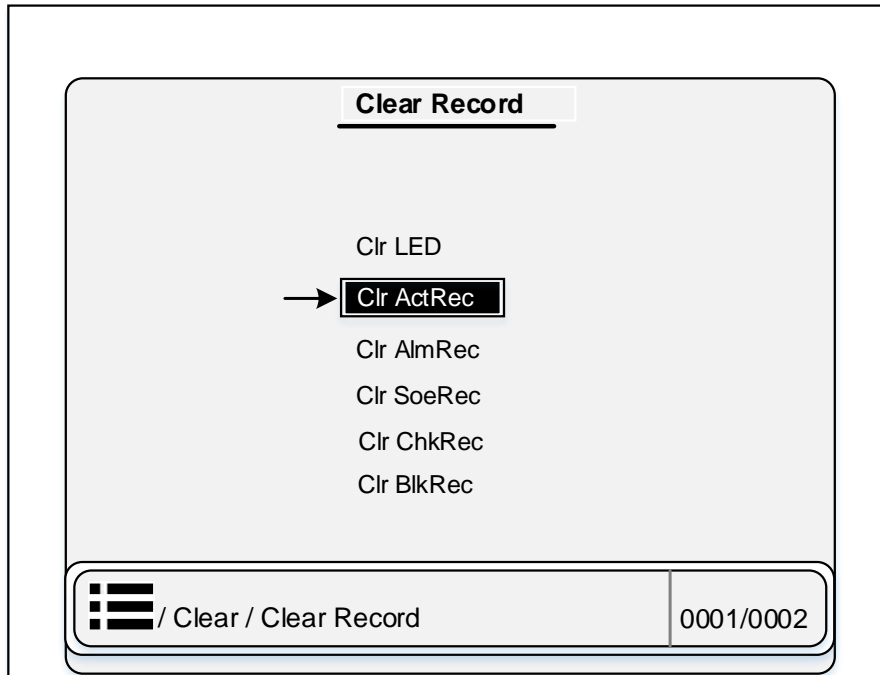 Clear Record
Clr LED
Clr ActRec
Clr AlmRec
Clr SoeRec
Clr ChkRec
Clr BlkRec
/ Clear / Clear Record 0001/0002